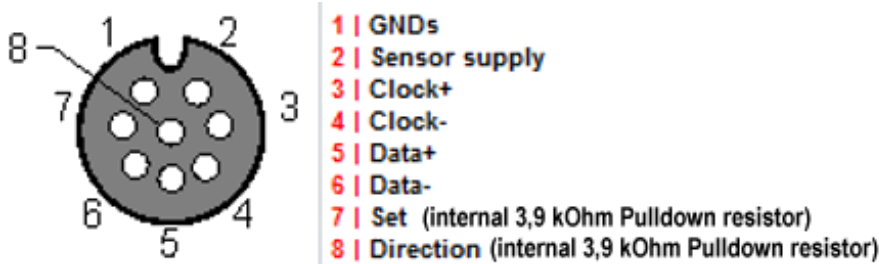 1
2
8
7
3
6
4
5
1 | GNDs
2 | Sensor supply
3 | Clock+
4 | Clock-
5 | Data+
6 | Data-
7 | Set (internal 3,9 kOhm Pulldown resistor)
8 | Direction (internal 3,9 kOhm Pulldown resistor)